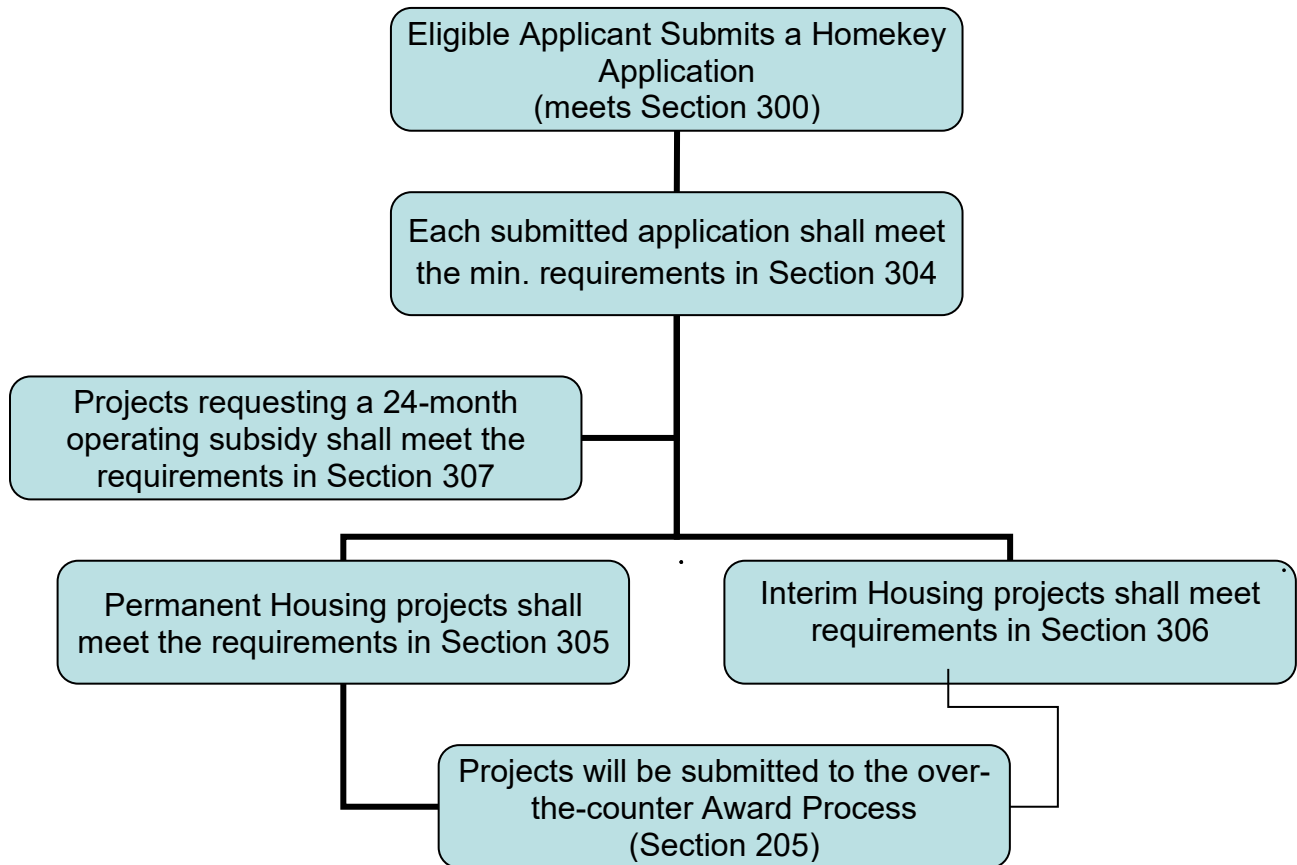 Eligible Applicant Submits a Homekey
Application
(meets Section 300)
Each submitted application shall meet
the min. requirements in Section 304
Projects requesting a 24-month
operating subsidy shall meet the
requirements in Section 307
Permanent Housing projects shall
meet the requirements in Section 305
Interim Housing projects shall meet
requirements in Section 306
Projects will be submitted to the over-
the-counter Award Process
(Section 205)